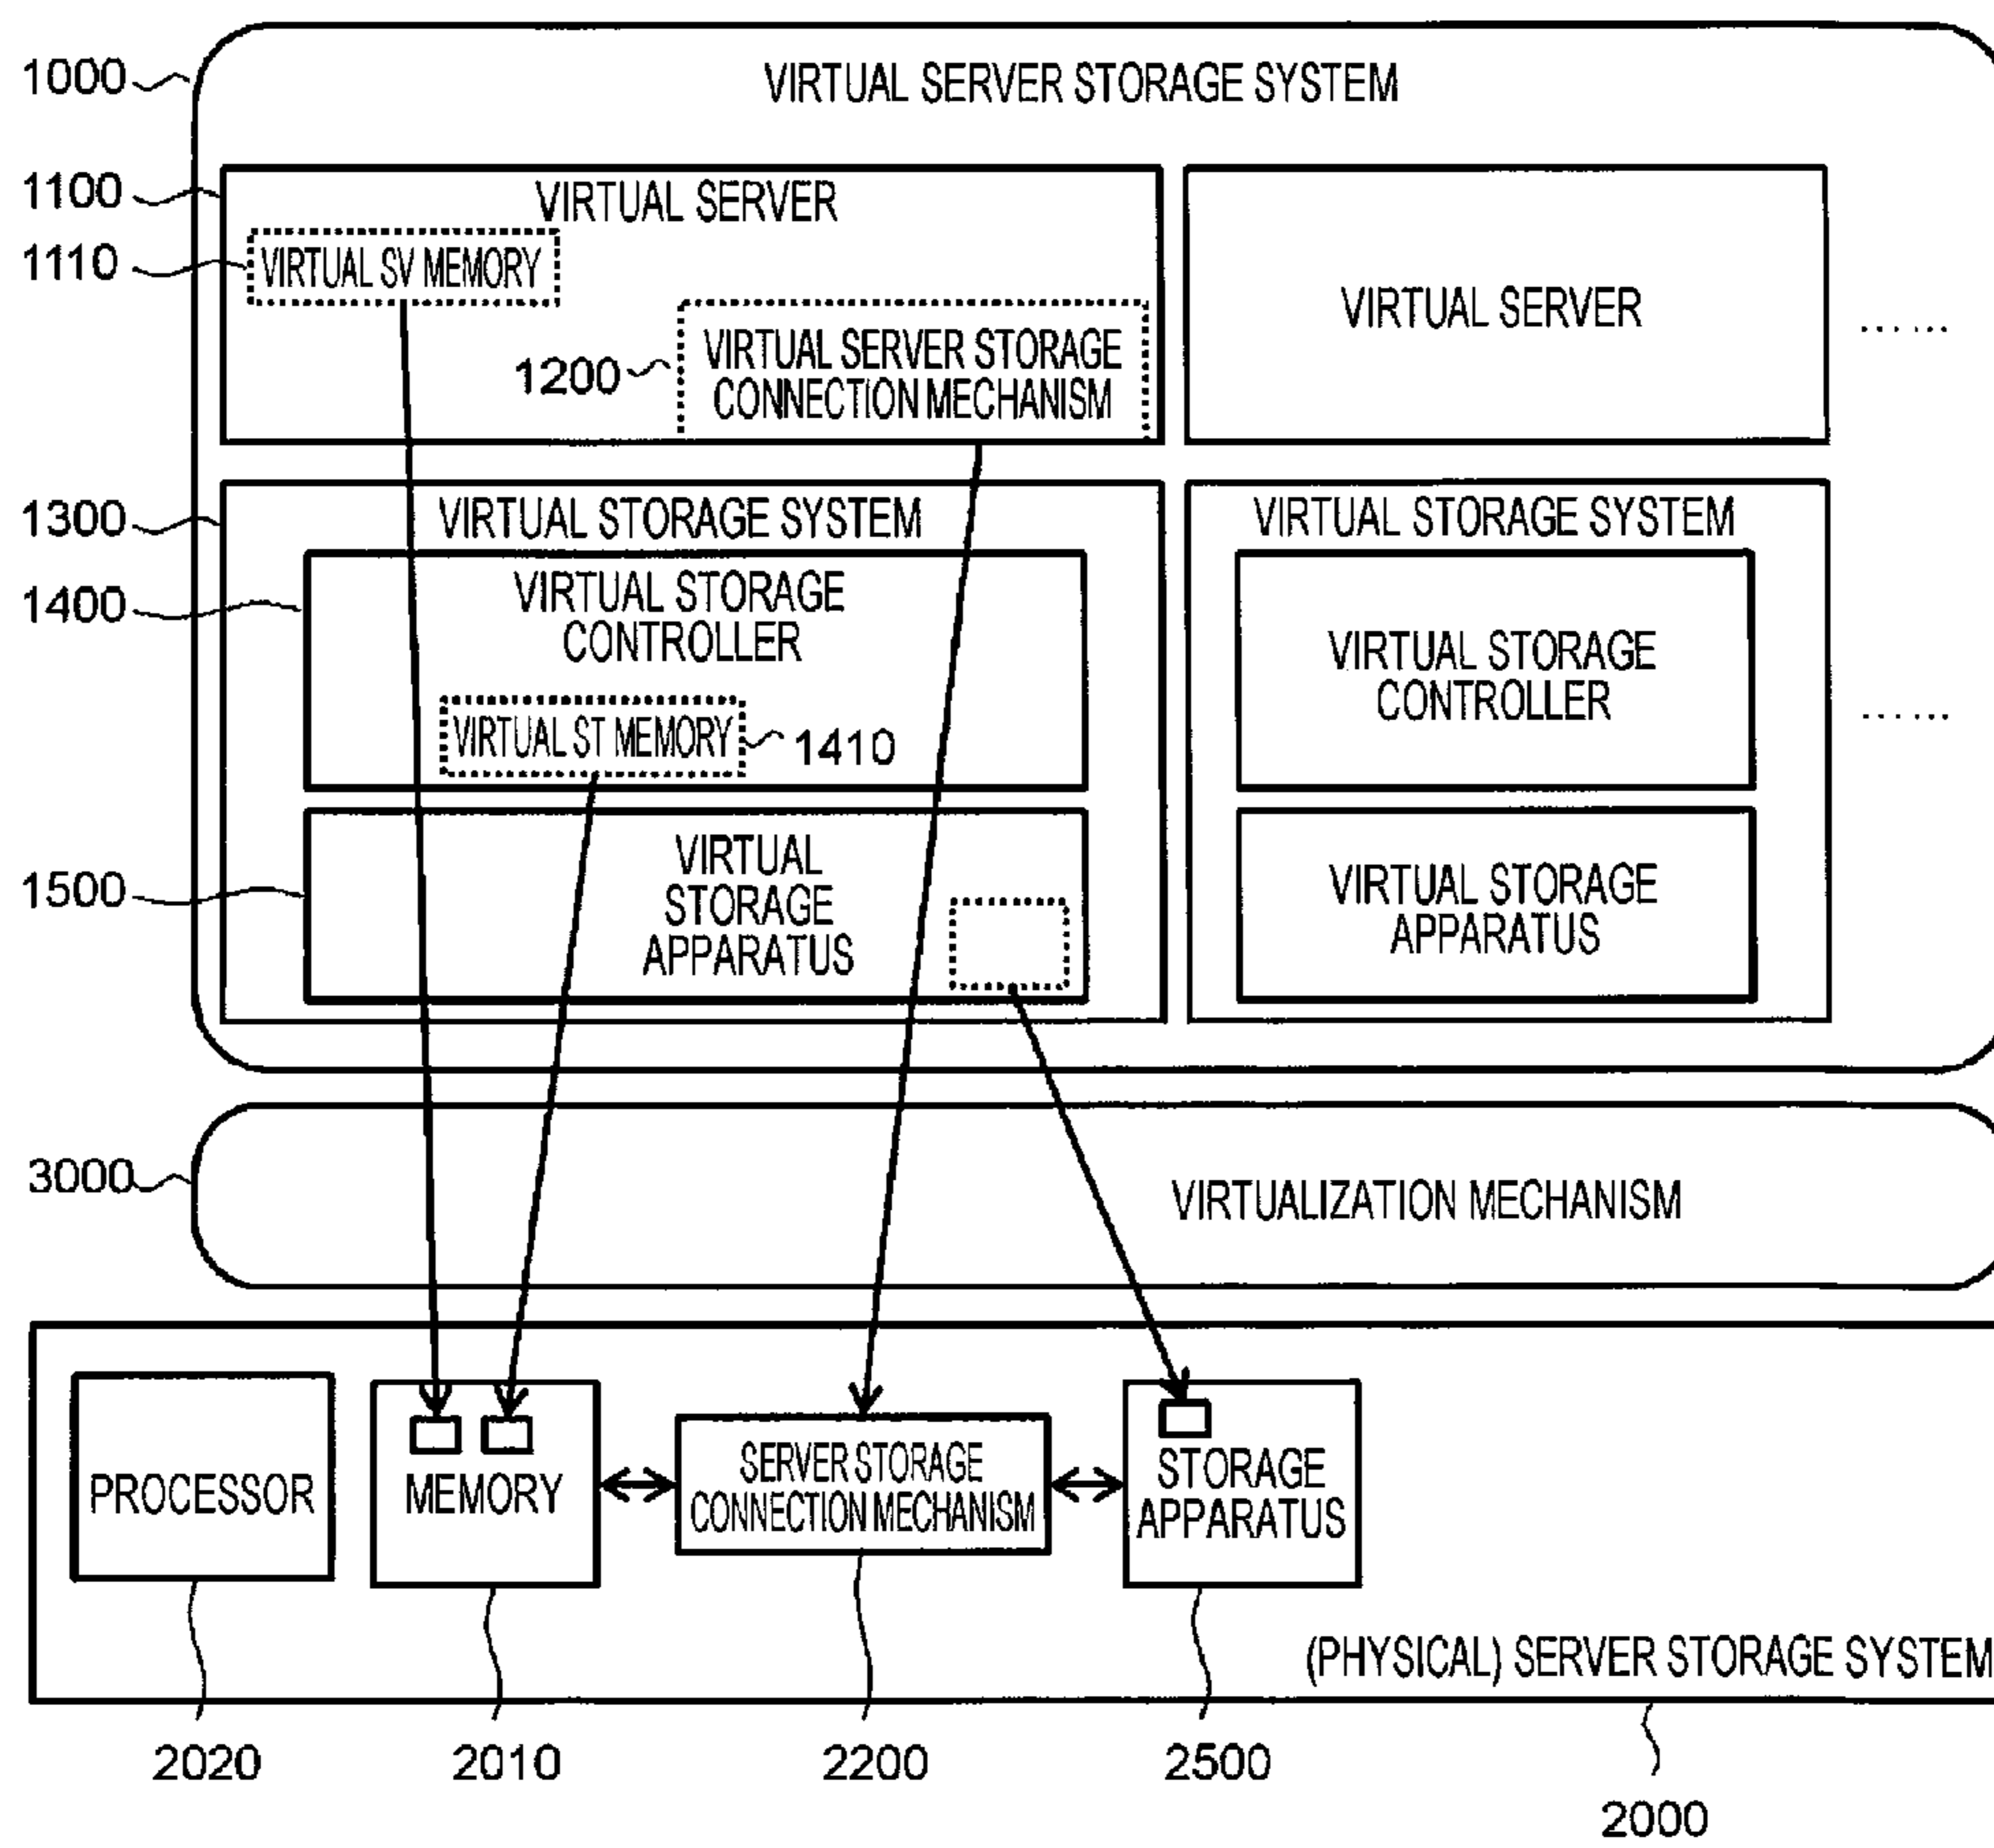 1000
VIRTUAL SERVER STORAGE SYSTEM
1100
VIRTUAL SERVER
1110
VIRTUAL SV MEMORY
1200
VIRTUAL SERVER STORAGE
CONNECTION MECHANISM
VIRTUAL SERVER
......
1300
VIRTUAL STORAGE SYSTEM
1400
VIRTUAL STORAGE
CONTROLLER
VIRTUAL ST MEMORY
1410
1500
VIRTUAL
STORAGE
APPARATUS
VIRTUAL STORAGE SYSTEM
VIRTUAL STORAGE
CONTROLLER
......
VIRTUAL STORAGE
APPARATUS
3000
VIRTUALIZATION MECHANISM
PROCESSOR
MEMORY
SERVER STORAGE
CONNECTION MECHANISM
STORAGE
APPARATUS
(PHYSICAL) SERVER STORAGE SYSTEM
2020
2010
2200
2500
2000